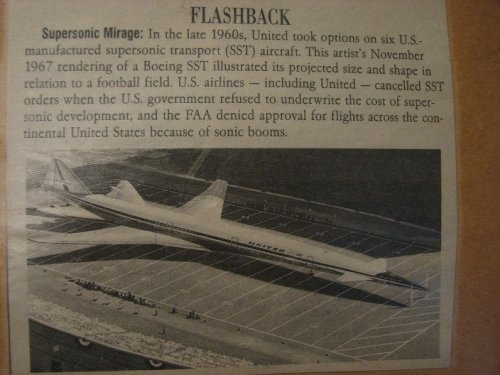 FLASHBACK
Supersonic Mirage: In the late 1960s, United took options on six U.S.-
manufactured supersonic transport (SST) aircraft. This artist's November
1967 rendering of a Boeing SST illustrated its projected size and shape in
relation to a football field. U.S. airlines — including United — cancelled SST
orders when the U.S. government refused to underwrite the cost of super-
sonic development, and the FAA denied approval for flights across the con-
tinental United States because of sonic booms.
UNITED